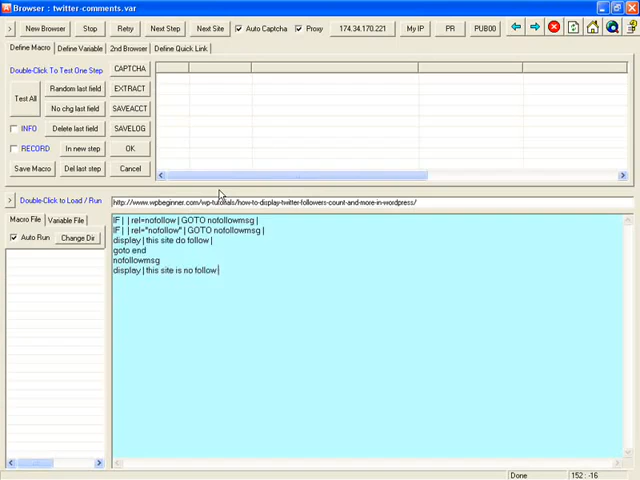 Browser : twitter-comments.var
> New Browser Stop Retry Next Step Next Site Auto Captcha Proxy 174.34.170.221 My IP PR PUB00
Define Macro Define Variable 2nd Browser Define Quick Link
Double-Click To Test One Step CAPTCHA
Test All Random last field EXTRACT
No chg last field SAVEACCT
INFO Delete last field SAVELOG
RECORD In new step OK
Save Macro Del last step Cancel
> Double-Click to Load / Run http://www.wpbeginner.com/wp-tutorials/how-to-display-twitter-followers-count-and-more-in-wordpress/
Macro File Variable File
Auto Run Change Dir
IF | | rel=nofollow | GOTO nofollowmsg |
IF | | rel="nofollow" | GOTO nofollowmsg |
display | this site do follow |
goto end
nofollowmsg
display | this site is no follow
Done 152 : -16